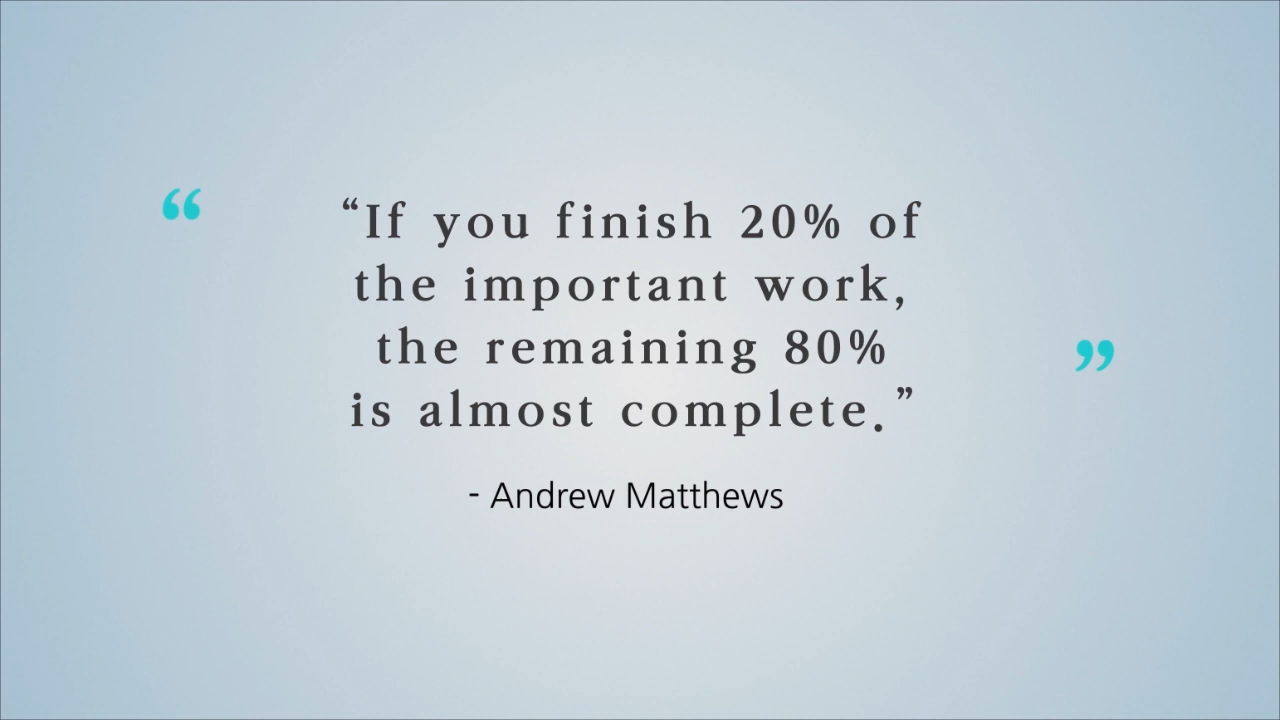 “If you finish 20% of
the important work,
the remaining 80%
is almost complete.”
- Andrew Matthews